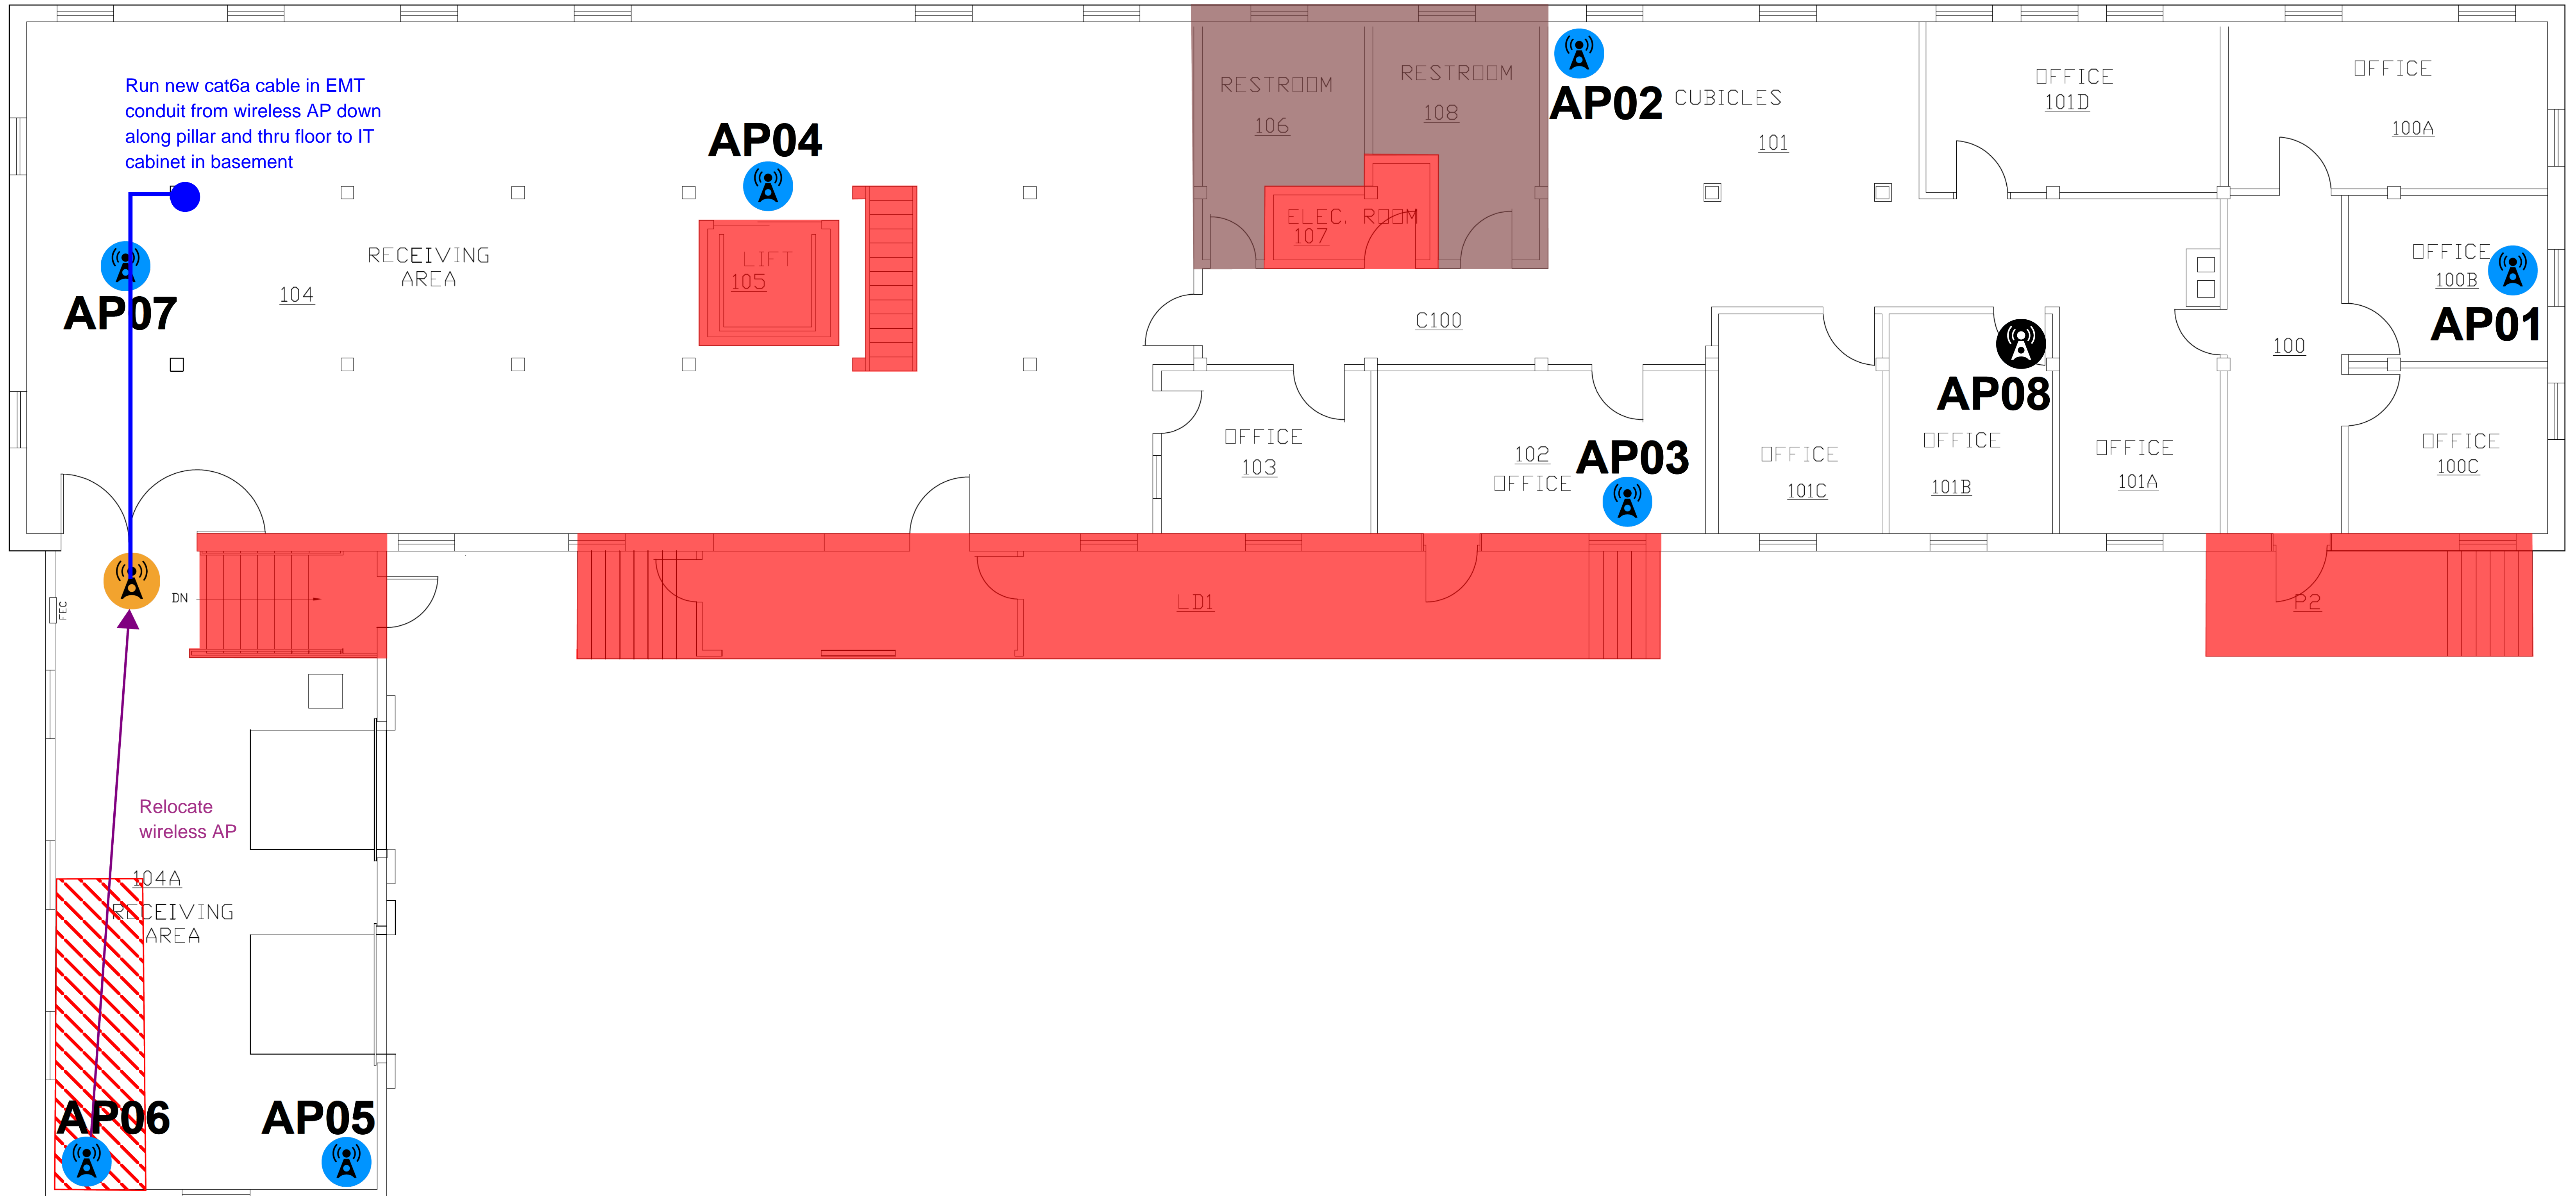 Run new cat6a cable in EMT
conduit from wireless AP down
along pillar and thru floor to IT
cabinet in basement
AP07
104
RECEIVING
AREA
AP04
LIFT
105
RESTROOM
106
RESTROOM
108
ELEC. ROOM
107
AP02
CUBICLES
101
OFFICE
101D
OFFICE
100A
OFFICE
100B
AP01
C100
100
AP08
OFFICE
103
102
OFFICE
AP03
OFFICE
101C
OFFICE
101B
OFFICE
101A
OFFICE
100C
FEC
DN
LD1
P2
Relocate
wireless AP
104A
RECEIVING
AREA
AP06
AP05